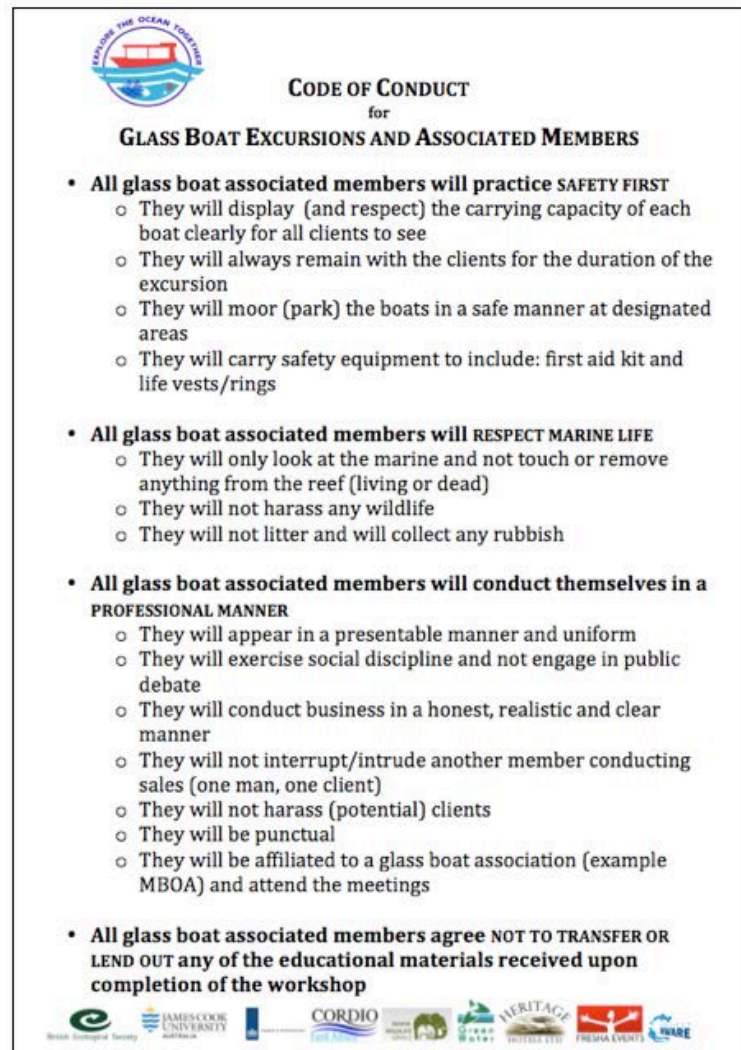 EXPLORE THE OCEAN TOGETHER
CODE OF CONDUCT
for
GLASS BOAT EXCURSIONS AND ASSOCIATED MEMBERS
• All glass boat associated members will practice SAFETY FIRST
o They will display (and respect) the carrying capacity of each
boat clearly for all clients to see
o They will always remain with the clients for the duration of the
excursion
o They will moor (park) the boats in a safe manner at designated
areas
o They will carry safety equipment to include: first aid kit and
life vests/rings
• All glass boat associated members will RESPECT MARINE LIFE
o They will only look at the marine and not touch or remove
anything from the reef (living or dead)
o They will not harass any wildlife
o They will not litter and will collect any rubbish
• All glass boat associated members will conduct themselves in a
PROFESSIONAL MANNER
o They will appear in a presentable manner and uniform
o They will exercise social discipline and not engage in public
debate
o They will conduct business in a honest, realistic and clear
manner
o They will not interrupt/intrude another member conducting
sales (one man, one client)
o They will not harass (potential) clients
o They will be punctual
o They will be affiliated to a glass boat association (example
MBOA) and attend the meetings
• All glass boat associated members agree NOT TO TRANSFER OR
LEND OUT any of the educational materials received upon
completion of the workshop
British Ecological Society
JAMES COOK
UNIVERSITY
AUSTRALIA
CORDIO
East Africa
Green
Water
HERITAGE
HOTELS LTD
FRESHA EVENTS
AWARE